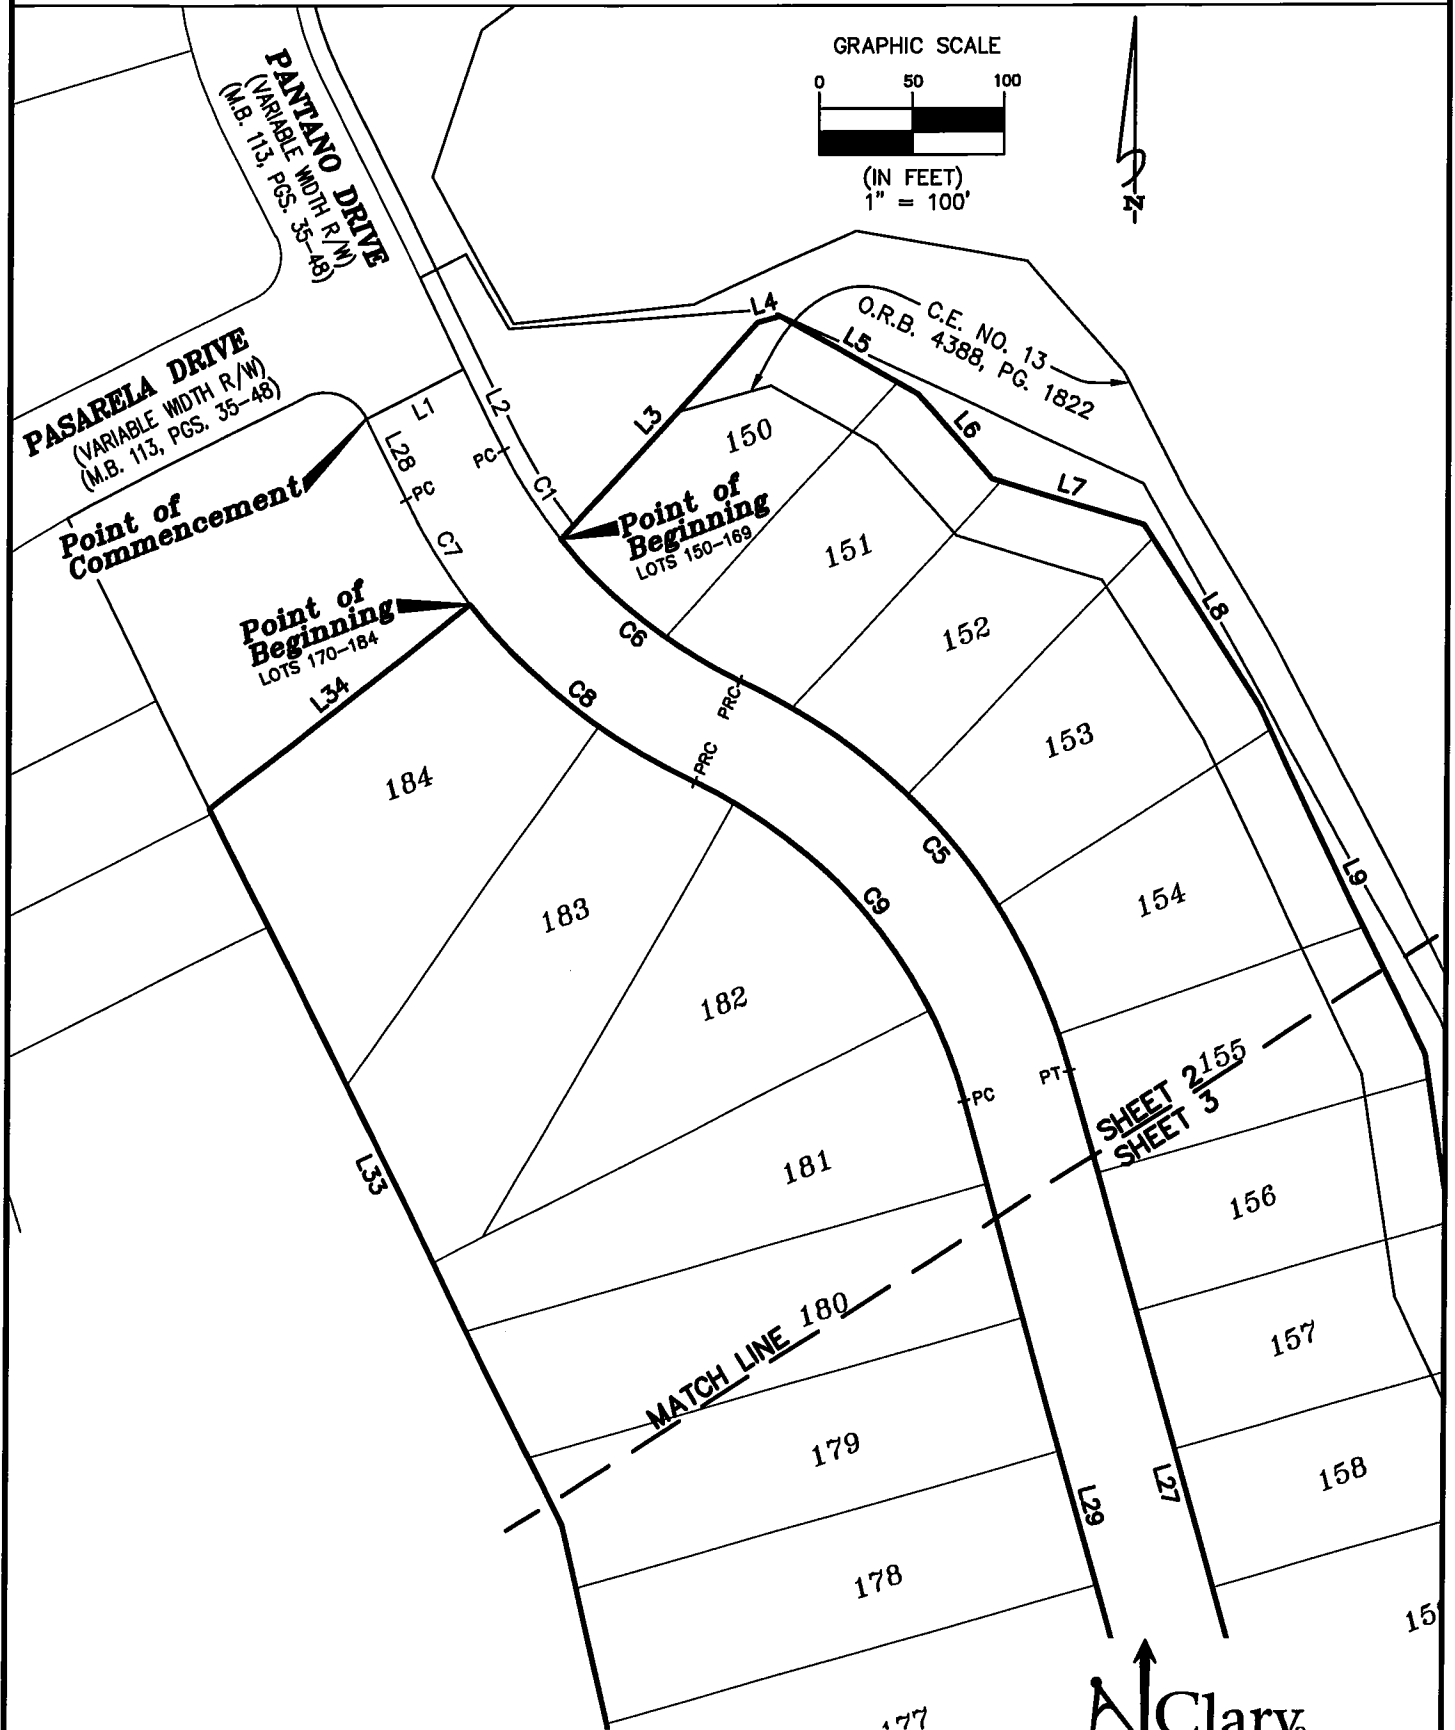 GRAPHIC SCALE
0 50 100
(IN FEET)
1" = 100'
N
PANTANO DRIVE
(VARIABLE WIDTH R/W)
(M.B. 113, PGS. 35-48)
PASARELA DRIVE
(VARIABLE WIDTH R/W)
(M.B. 113, PGS. 35-48)
C.E. NO. 13
O.R.B. 4388, PG. 1822
L4
L5
L1
L2
L3
L6
L28
PC
PC
150
L7
C1
Point of
Commencement
Point of
Beginning
LOTS 150-169
C7
151
L8
Point of
Beginning
LOTS 170-184
C6
152
L34
C8
PRC
PRC
153
184
C5
L9
C9
154
183
182
PT
PC
155
SHEET 2
SHEET 3
181
L33
156
180
MATCH LINE
157
179
158
L29
L27
178
177
Clary